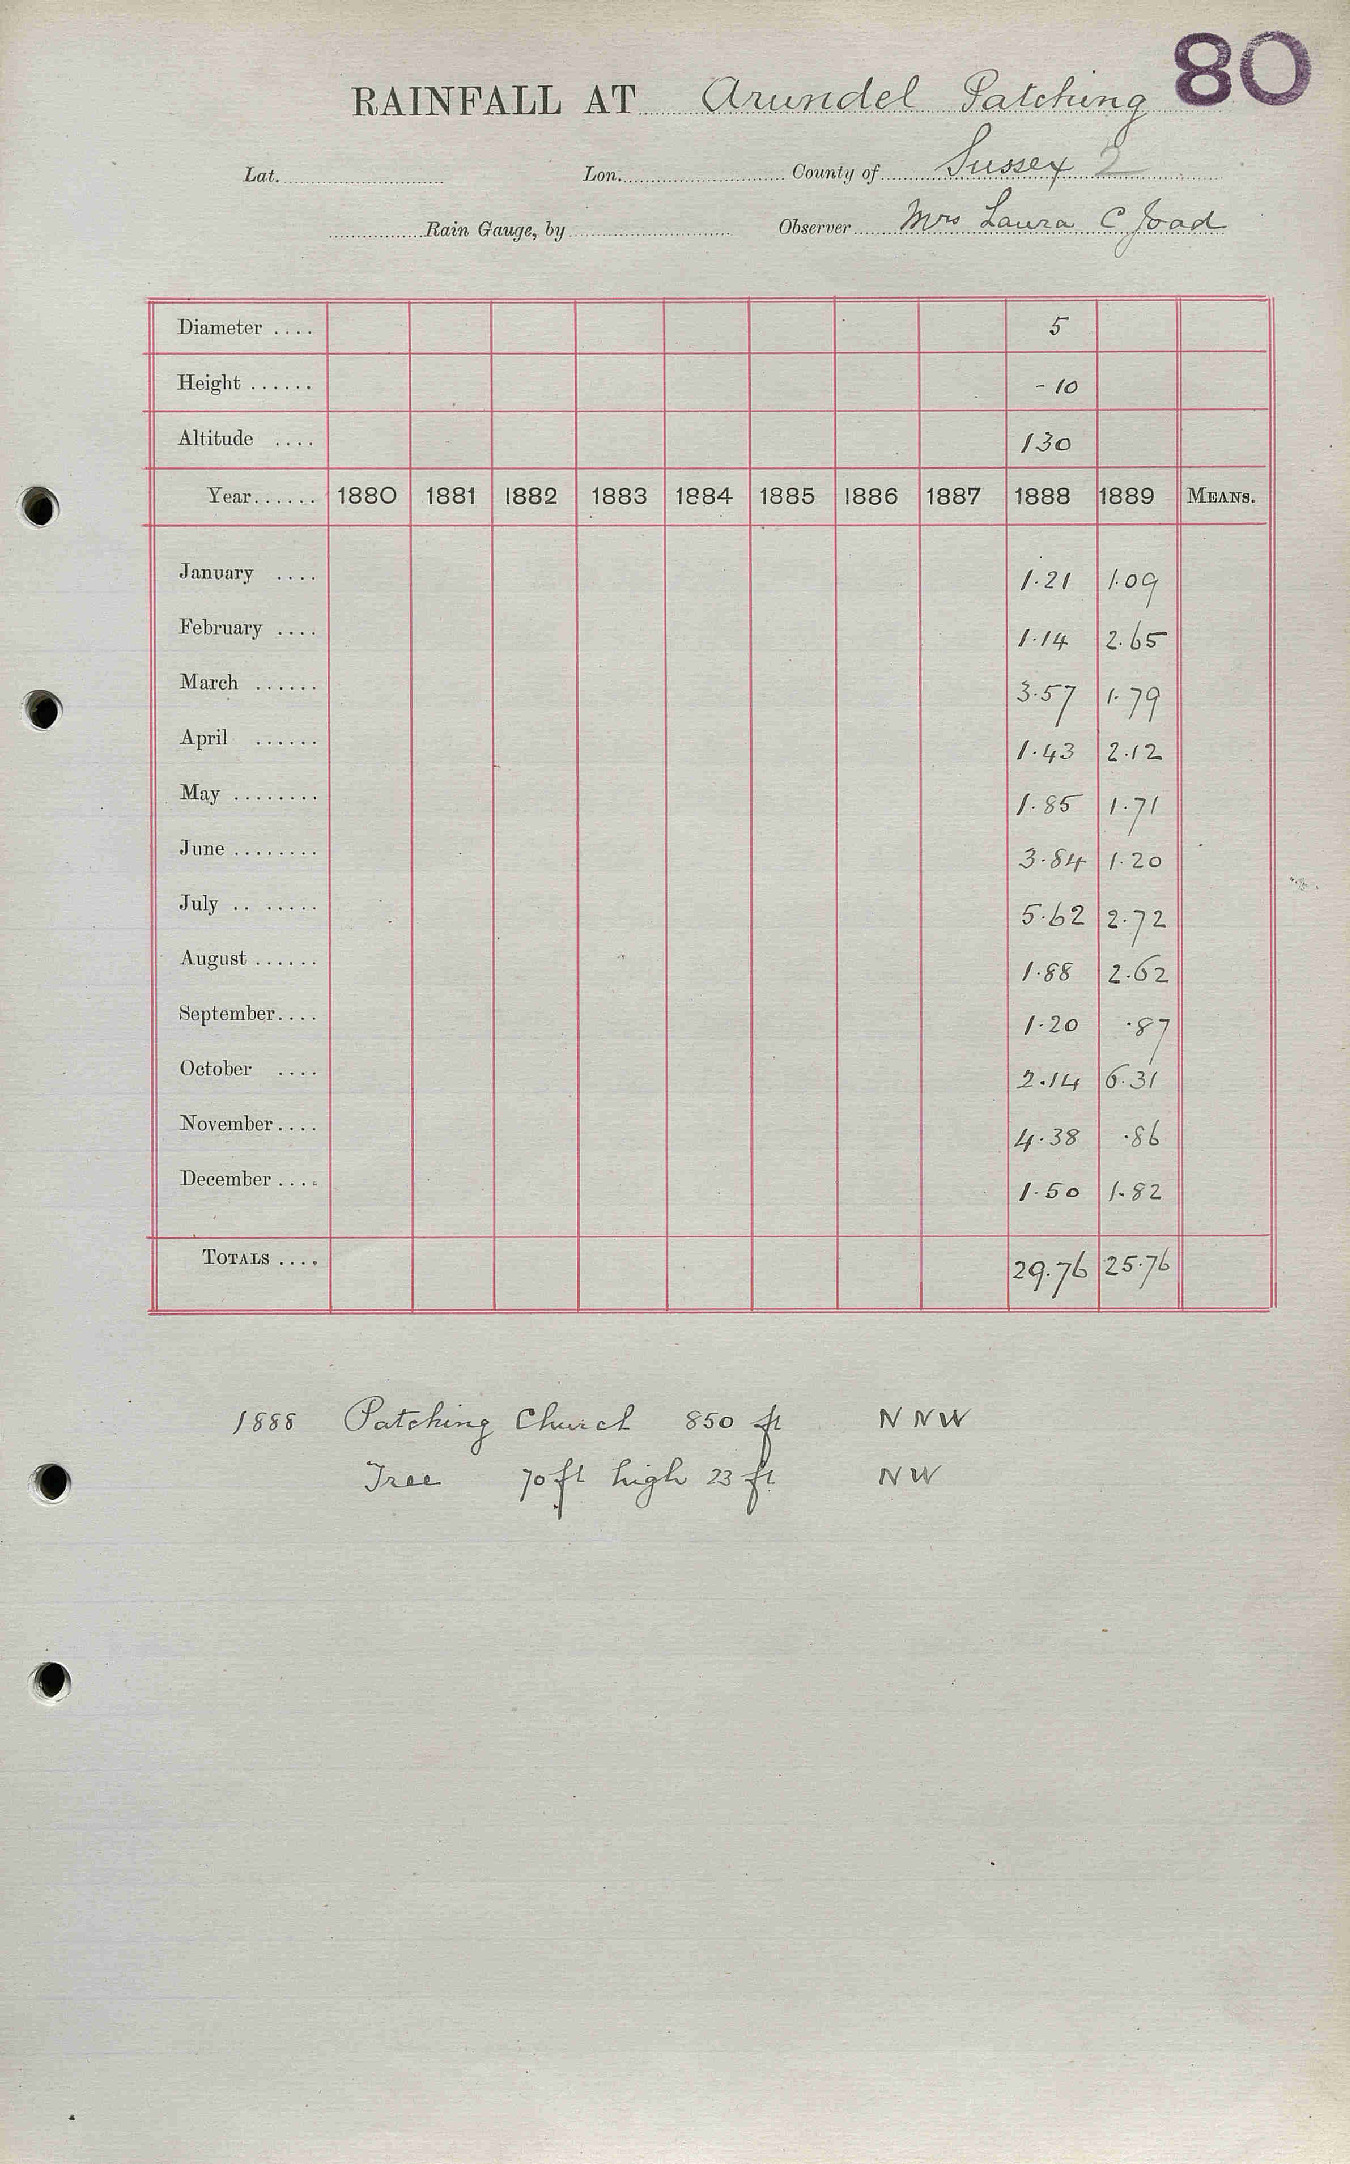 80
RAINFALL AT Arundel Patching
Lat. Lon. County of Sussex 2
Rain Gauge, by Observer Mrs Laura C Joad
Diameter .... 5
Height ...... - 10
Altitude .... 130
Year...... 1880 1881 1882 1883 1884 1885 1886 1887 1888 1889 MEANS.
January .... 1.21 1.09
February .... 1.14 2.65
March ...... 3.57 1.79
April ...... 1.43 2.12
May ........ 1.85 1.71
June ........ 3.84 1.20
July .. ..... 5.62 2.72
August ...... 1.88 2.62
September.... 1.20 .87
October .... 2.14 6.31
November.... 4.38 .86
December .... 1.50 1.82
TOTALS .... 29.76 25.76
1888 Patching Church 850 ft N N W
Tree 70 ft high 23 ft N W